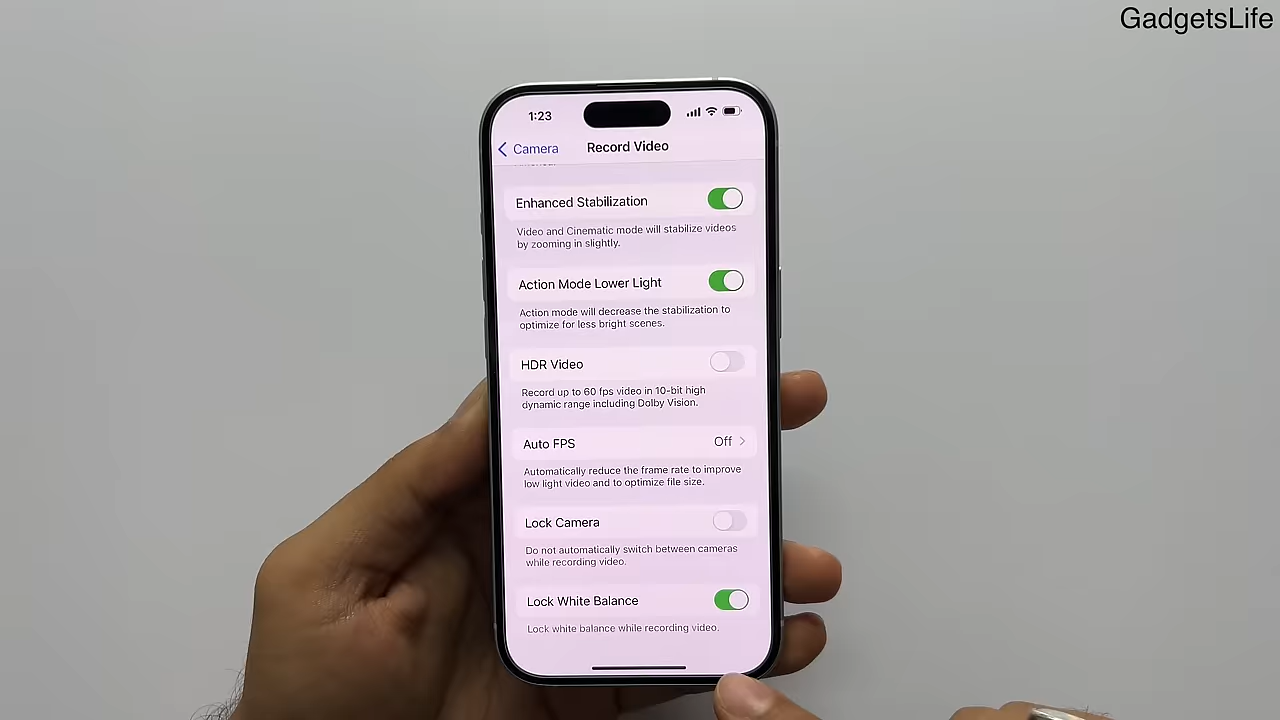 GadgetsLife
1:23
Camera
Record Video
Enhanced Stabilization
Video and Cinematic mode will stabilize videos
by zooming in slightly.
Action Mode Lower Light
Action mode will decrease the stabilization to
optimize for less bright scenes.
HDR Video
Record up to 60 fps video in 10-bit high
dynamic range including Dolby Vision.
Auto FPS
Off
Automatically reduce the frame rate to improve
low light video and to optimize file size.
Lock Camera
Do not automatically switch between cameras
while recording video.
Lock White Balance
Lock white balance while recording video.